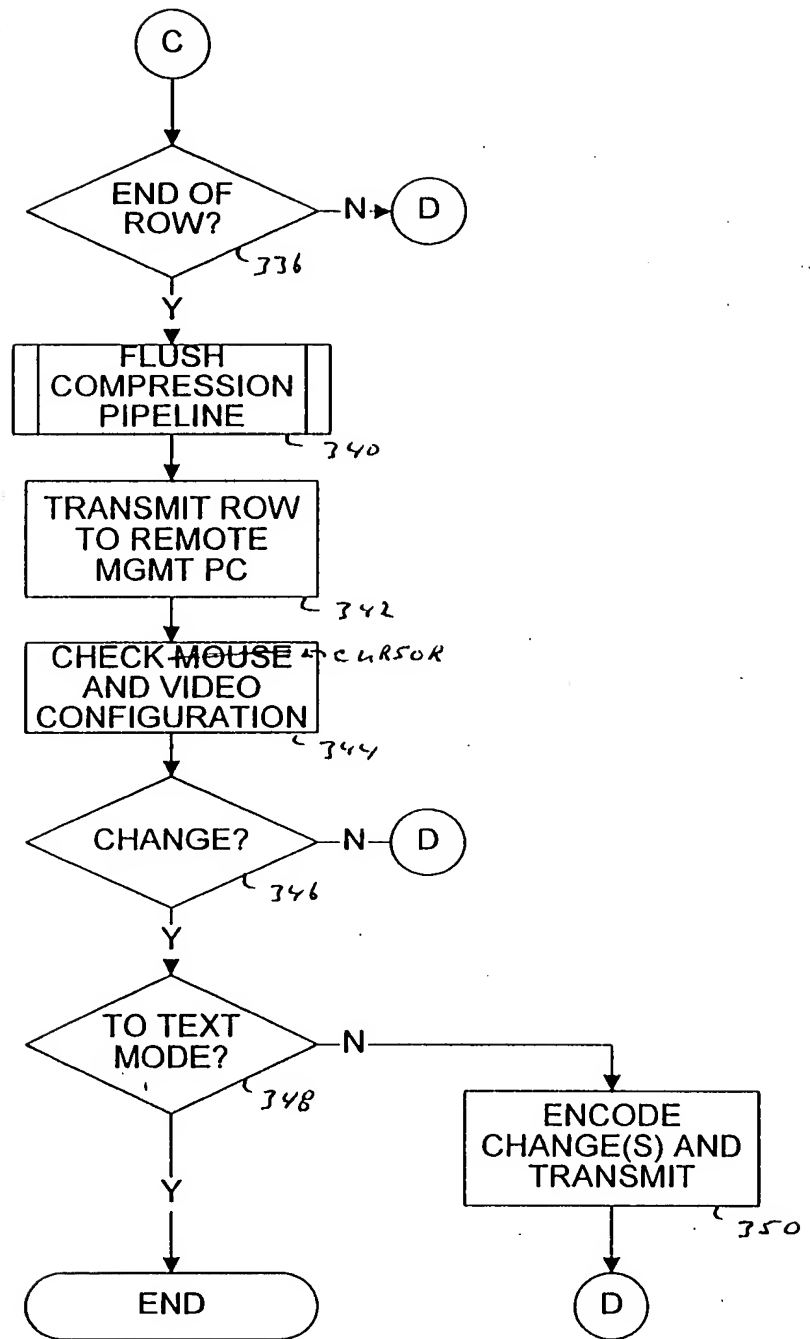 C
END OF
ROW?
N
D
336
Y
FLUSH
COMPRESSION
PIPELINE
340
TRANSMIT ROW
TO REMOTE
MGMT PC
342
CHECK MOUSE CURSOR
AND VIDEO
CONFIGURATION
344
CHANGE?
N
D
346
Y
TO TEXT
MODE?
N
348
ENCODE
CHANGE(S) AND
TRANSMIT
350
Y
END
D